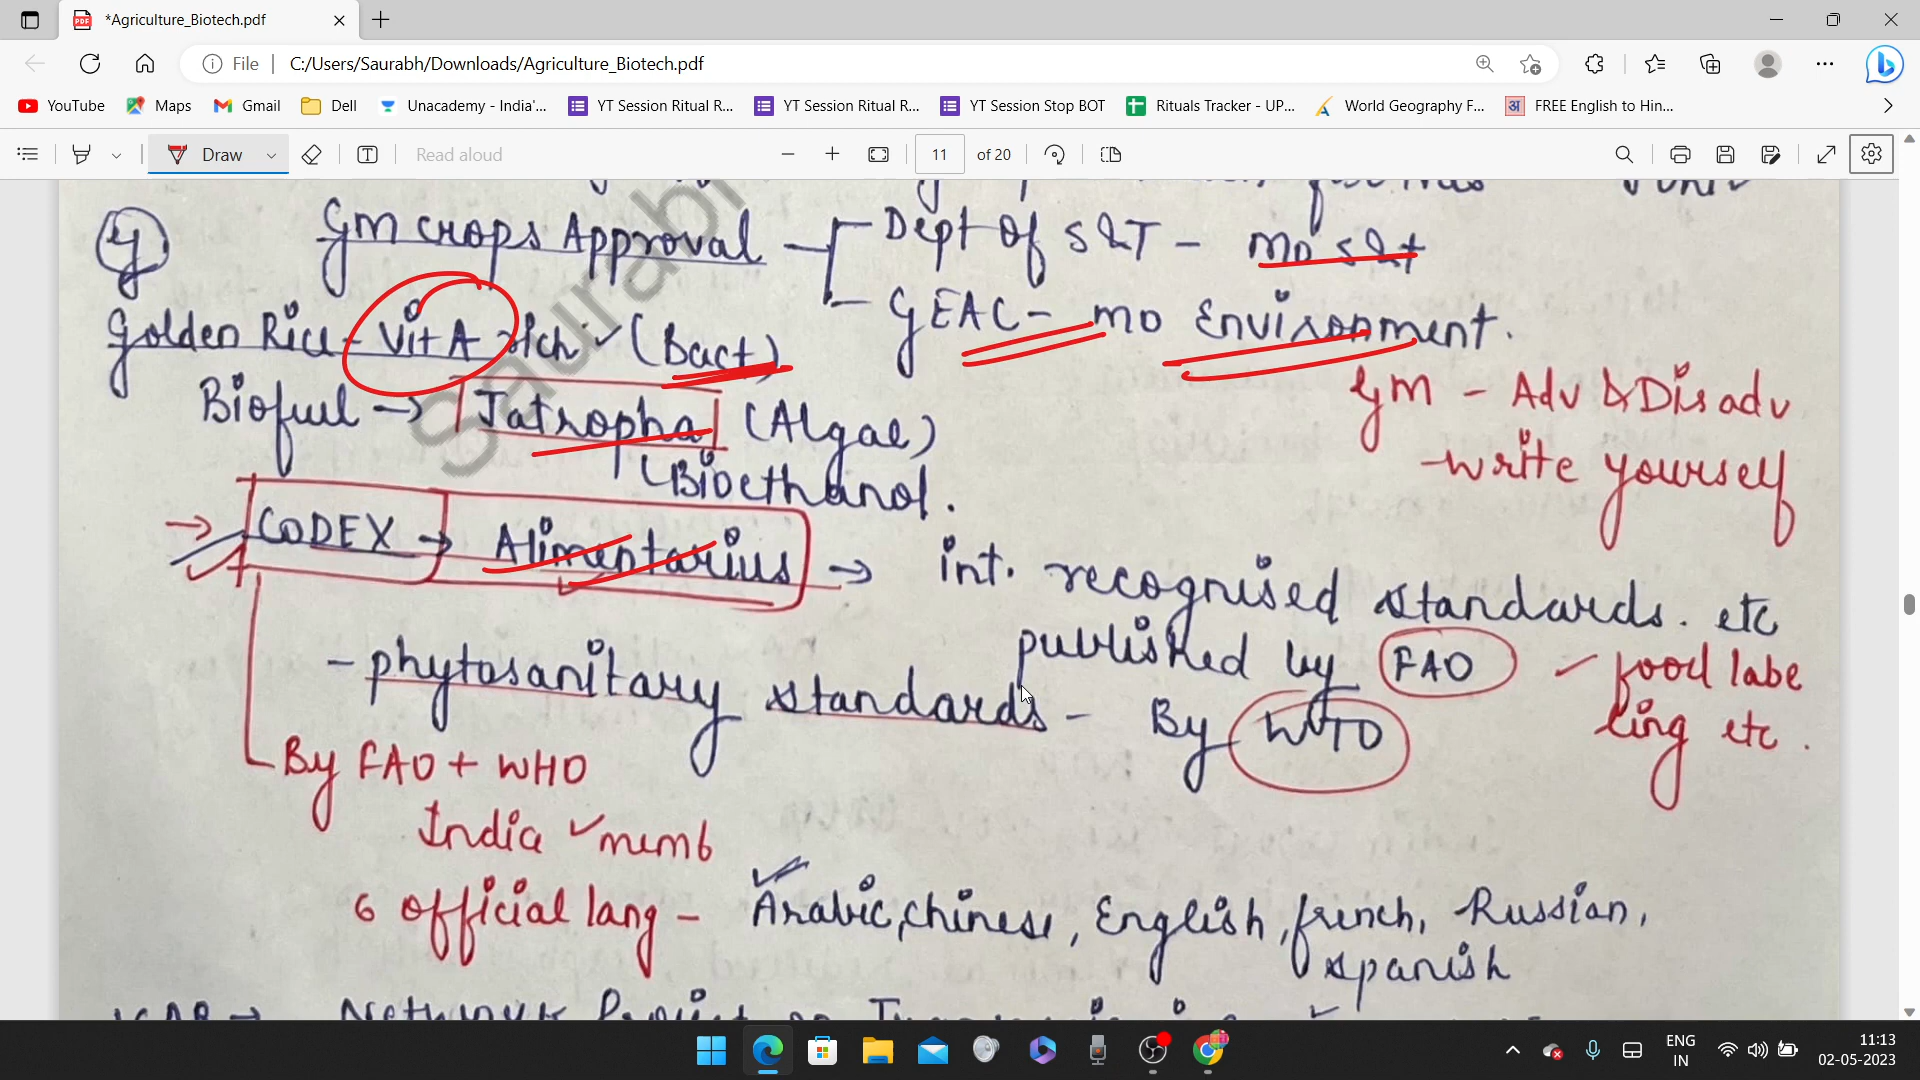 *Agriculture_Biotech.pdf
File C:/Users/Saurabh/Downloads/Agriculture_Biotech.pdf
YouTube Maps Gmail Dell Unacademy - India'... YT Session Ritual R... YT Session Ritual R... YT Session Stop BOT Rituals Tracker - UP... World Geography F... FREE English to Hin...
Draw Read aloud 11 of 20
GM crops Approval - Dept of S&T - Mo S&t
GEAC - mo Environment.
Golden Rice - Vit A rich ✓ (Bact)
Biofuel → Jatropha (Algae)
(Bioethanol.
GM - Adv & Disadv
- write yourself
→ CODEX → Alimentarius → int. recognised standards. etc
published by FAO ✓ food labe
ling etc.
- phytosanitary standards - By WTO
By FAO + WHO
India ✓ memb
6 official lang - Arabic, chinese, English, french, Russian,
spanish
Saurabh
ENG
IN
11:13
02-05-2023